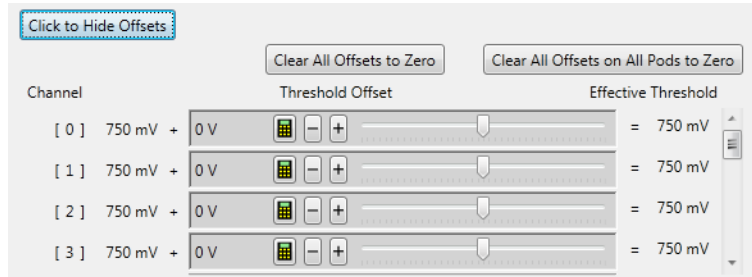 Click to Hide Offsets
Clear All Offsets to Zero Clear All Offsets on All Pods to Zero
Channel Threshold Offset Effective Threshold
[ 0 ] 750 mV + 0 V − + = 750 mV
[ 1 ] 750 mV + 0 V − + = 750 mV
[ 2 ] 750 mV + 0 V − + = 750 mV
[ 3 ] 750 mV + 0 V − + = 750 mV